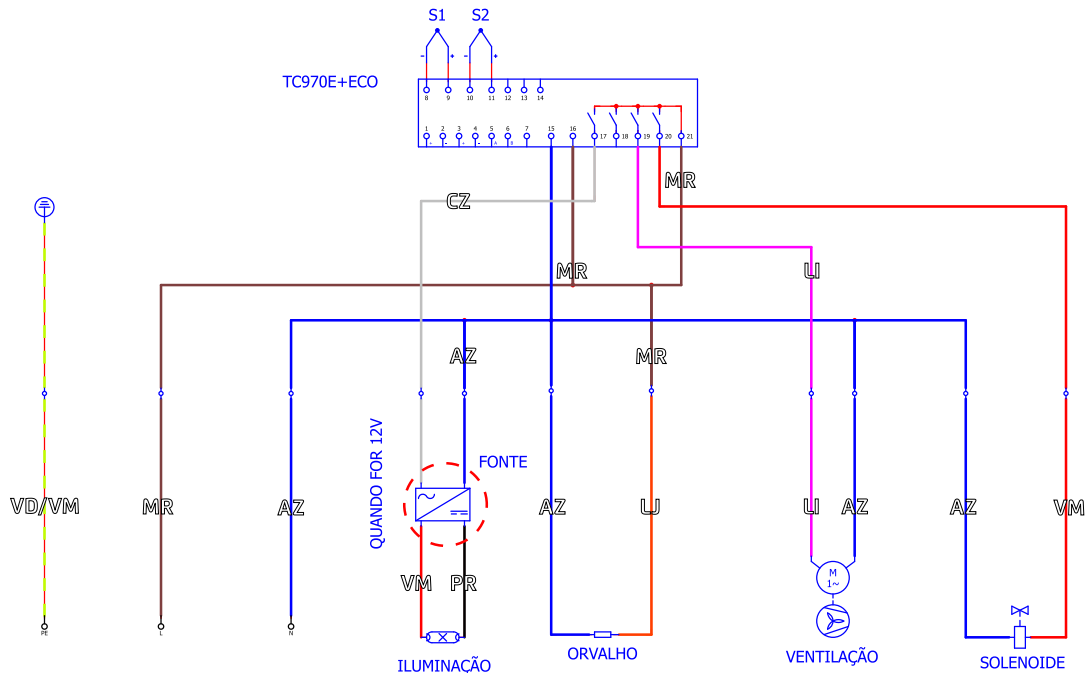 S1 S2
- + - +
TC970E+ECO
8 9 10 11 12 13 14
1 2 3 4 5 6 7 15 16 17 18 19 20 21
+ - + - A B
MR
CZ
MR
LI
AZ
MR
QUANDO FOR 12V
FONTE
VD/VM
MR
AZ
AZ
LJ
LI
AZ
AZ
VM
M
1~
VM
PR
PE
L
N
ILUMINAÇÃO
ORVALHO
VENTILAÇÃO
SOLENOIDE